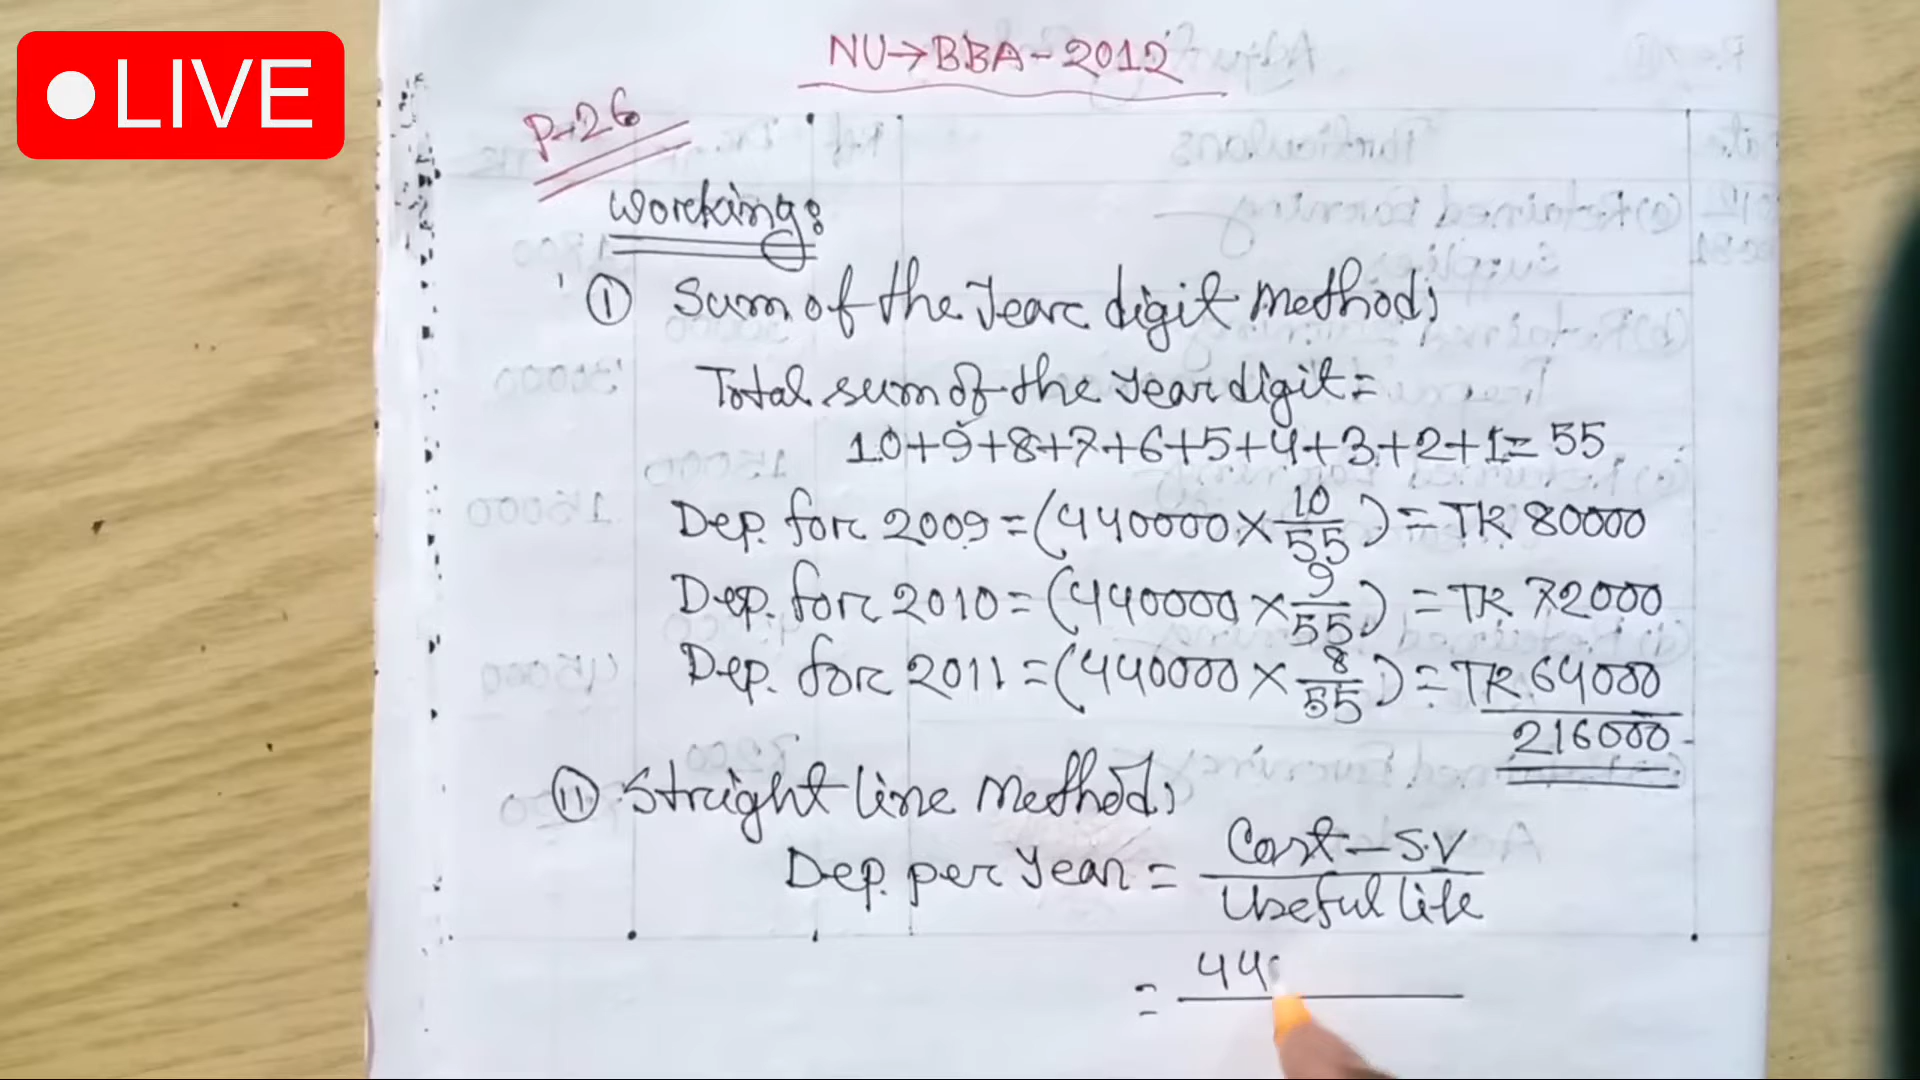 LIVE
NU→BBA-2012
P-26
Working:
(I) Sum of the Year digit Method;
Total sum of the Year digit =
10+9+8+7+6+5+4+3+2+1= 55
Dep. for 2009 = (440000 × 10/55) = TK 80000
Dep. for 2010 = (440000 × 9/55) = TK 72000
Dep. for 2011 = (440000 × 8/55) = TK 64000
216000
(II) Straight line Method;
Dep. per Year = Cost – S.V / Useful life
= 44